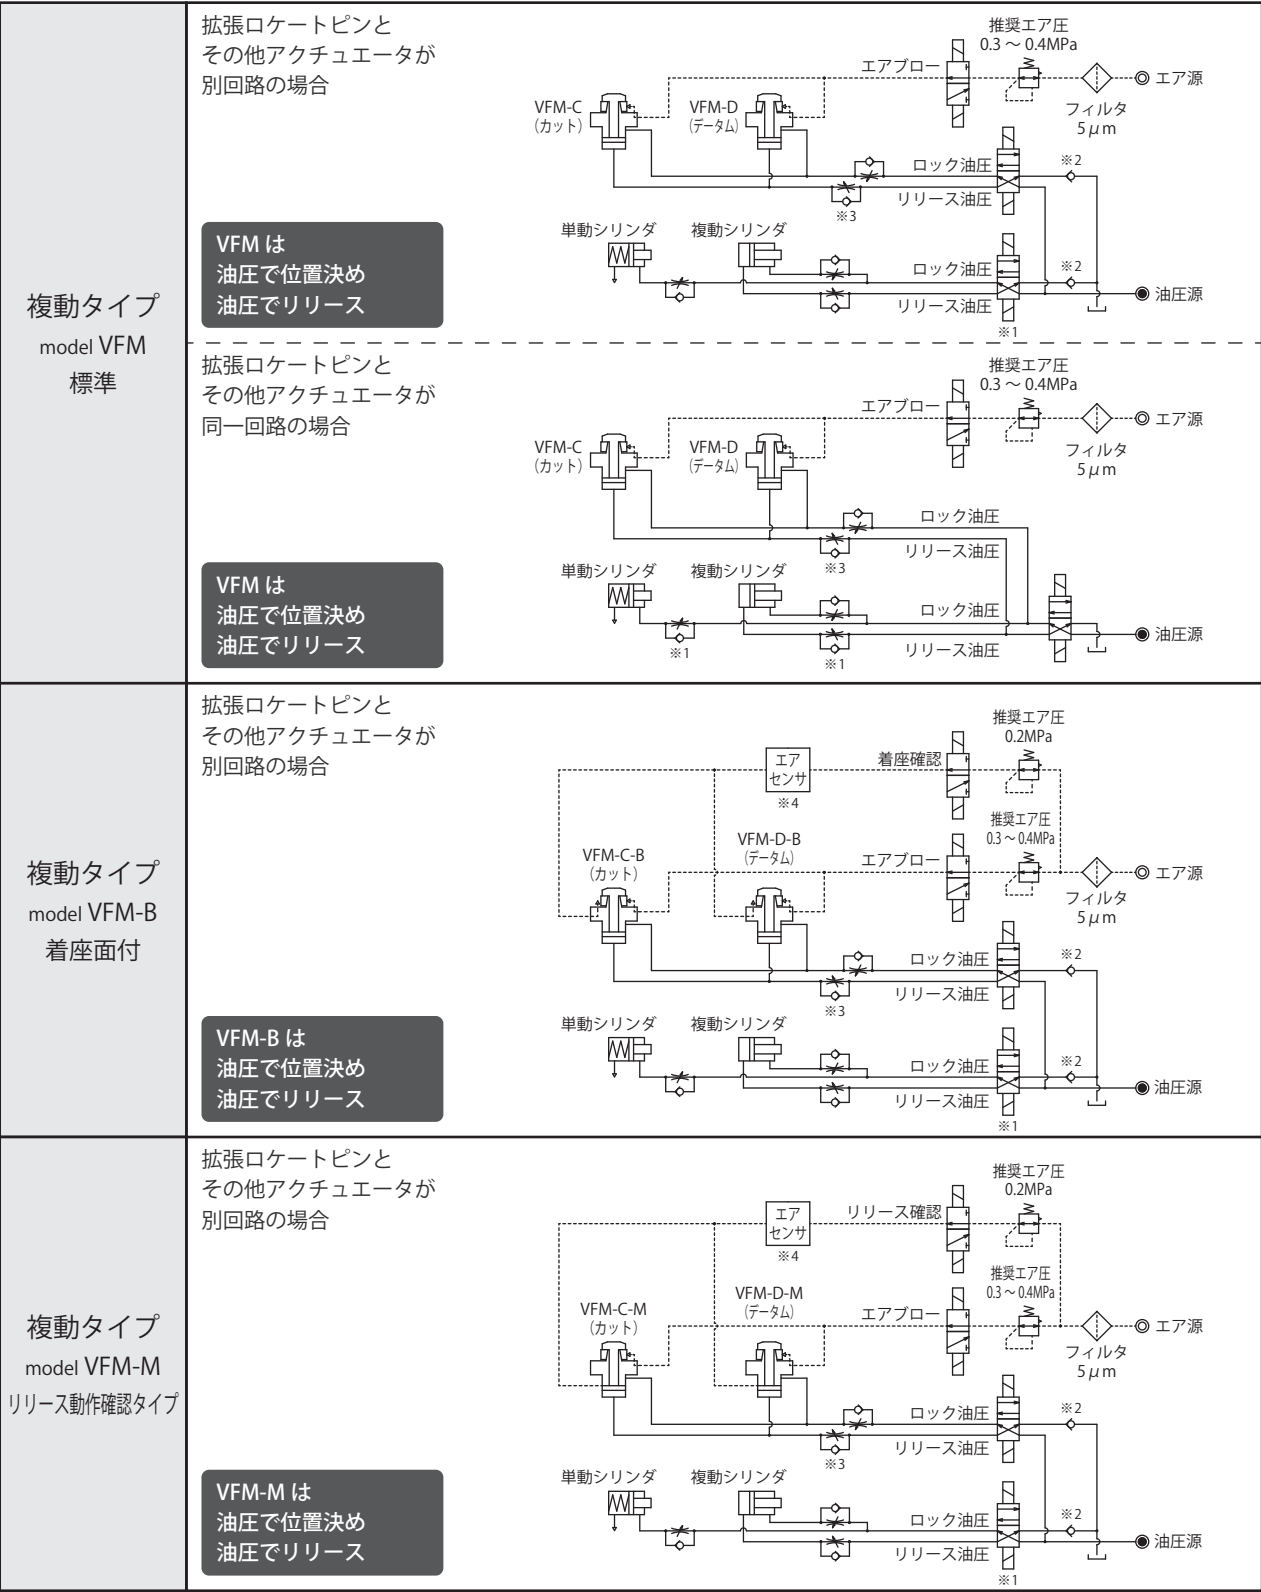 複動タイプ
model VFM
標準
拡張ロケートピンと
その他アクチュエータが
別回路の場合
VFM は
油圧で位置決め
油圧でリリース
推奨エア圧
0.3 ～ 0.4MPa
エアブロー
エア源
フィルタ
5μm
VFM-C
(カット)
VFM-D
(データム)
ロック油圧
※2
リリース油圧
※3
単動シリンダ
複動シリンダ
ロック油圧
※2
リリース油圧
油圧源
※1
拡張ロケートピンと
その他アクチュエータが
同一回路の場合
VFM は
油圧で位置決め
油圧でリリース
推奨エア圧
0.3 ～ 0.4MPa
エアブロー
エア源
フィルタ
5μm
VFM-C
(カット)
VFM-D
(データム)
ロック油圧
リリース油圧
※3
単動シリンダ
複動シリンダ
ロック油圧
リリース油圧
油圧源
※1
※1
複動タイプ
model VFM-B
着座面付
拡張ロケートピンと
その他アクチュエータが
別回路の場合
VFM-B は
油圧で位置決め
油圧でリリース
推奨エア圧
0.2MPa
着座確認
エア
センサ
※4
推奨エア圧
0.3 ～ 0.4MPa
エアブロー
エア源
フィルタ
5μm
VFM-C-B
(カット)
VFM-D-B
(データム)
ロック油圧
※2
リリース油圧
※3
単動シリンダ
複動シリンダ
ロック油圧
※2
リリース油圧
油圧源
※1
複動タイプ
model VFM-M
リリース動作確認タイプ
拡張ロケートピンと
その他アクチュエータが
別回路の場合
VFM-M は
油圧で位置決め
油圧でリリース
推奨エア圧
0.2MPa
リリース確認
エア
センサ
※4
推奨エア圧
0.3 ～ 0.4MPa
エアブロー
エア源
フィルタ
5μm
VFM-C-M
(カット)
VFM-D-M
(データム)
ロック油圧
※2
リリース油圧
※3
単動シリンダ
複動シリンダ
ロック油圧
※2
リリース油圧
油圧源
※1